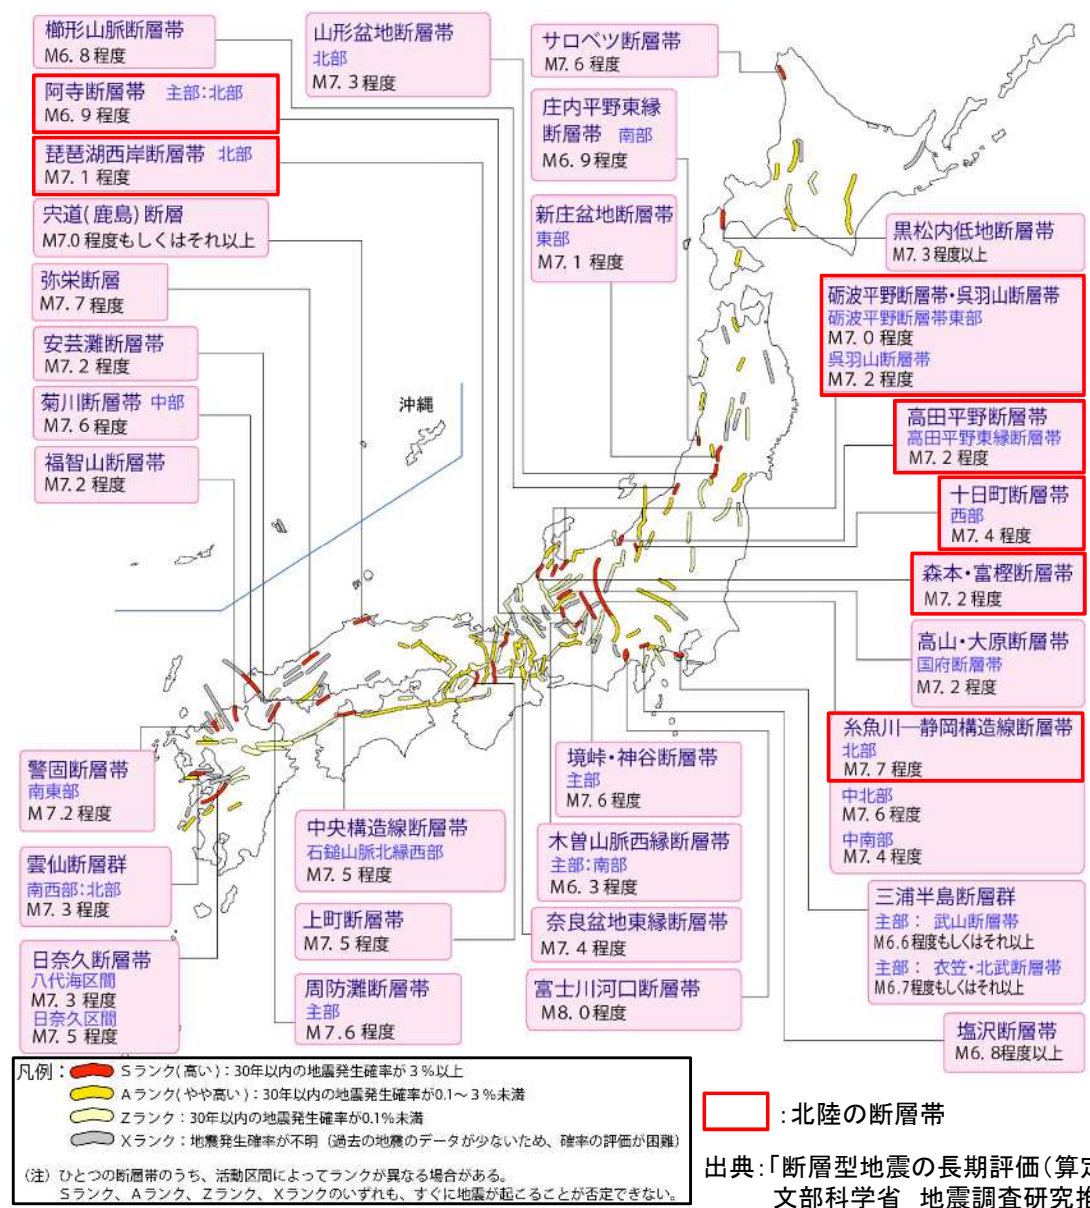 櫛形山脈断層帯
M6. 8程度
阿寺断層帯 主部:北部
M6. 9 程度
琵琶湖西岸断層帯 北部
M7. 1 程度
宍道(鹿島)断層
M7.0 程度もしくはそれ以上
弥栄断層
M7. 7 程度
安芸灘断層帯
M7. 2 程度
菊川断層帯 中部
M7. 6 程度
福智山断層帯
M7. 2 程度
山形盆地断層帯
北部
M7. 3 程度
サロベツ断層帯
M7. 6 程度
庄内平野東縁
断層帯 南部
M6. 9 程度
新庄盆地断層帯
東部
M7. 1 程度
沖縄
黒松内低地断層帯
M7. 3 程度以上
砺波平野断層帯・呉羽山断層帯
砺波平野断層帯東部
M7. 0 程度
呉羽山断層帯
M7. 2 程度
高田平野断層帯
高田平野東縁断層帯
M7. 2 程度
十日町断層帯
西部
M7. 4 程度
森本・富樫断層帯
M7. 2 程度
高山・大原断層帯
国府断層帯
M7. 2 程度
糸魚川―静岡構造線断層帯
北部
M7. 7 程度
中北部
M7. 6 程度
中南部
M7. 4 程度
警固断層帯
南東部
M 7 .2 程度
雲仙断層群
南西部:北部
M7. 3 程度
日奈久断層帯
八代海区間
M7. 3 程度
日奈久区間
M7. 5 程度
中央構造線断層帯
石鎚山脈北縁西部
M7. 5 程度
上町断層帯
M7. 5 程度
周防灘断層帯
主部
M 7 .6 程度
境峠・神谷断層帯
主部
M7. 6 程度
木曽山脈西縁断層帯
主部:南部
M6. 3 程度
奈良盆地東縁断層帯
M7. 4 程度
富士川河口断層帯
M8. 0程度
三浦半島断層群
主部： 武山断層帯
M6.6程度もしくはそれ以上
主部： 衣笠・北武断層帯
M6.7程度もしくはそれ以上
塩沢断層帯
M6. 8程度以上
凡例：
Sランク(高い)：30年以内の地震発生確率が3％以上
Aランク(やや高い)：30年以内の地震発生確率が0.1～3％未満
Zランク：30年以内の地震発生確率が0.1％未満
Xランク：地震発生確率が不明（過去の地震のデータが少ないため、確率の評価が困難）
（注）ひとつの断層帯のうち、活動区間によってランクが異なる場合がある。
Sランク、Aランク、Zランク、Xランクのいずれも、すぐに地震が起こることが否定できない。
：北陸の断層帯
出典：「断層型地震の長期評価（算定
文部科学省 地震調査研究推